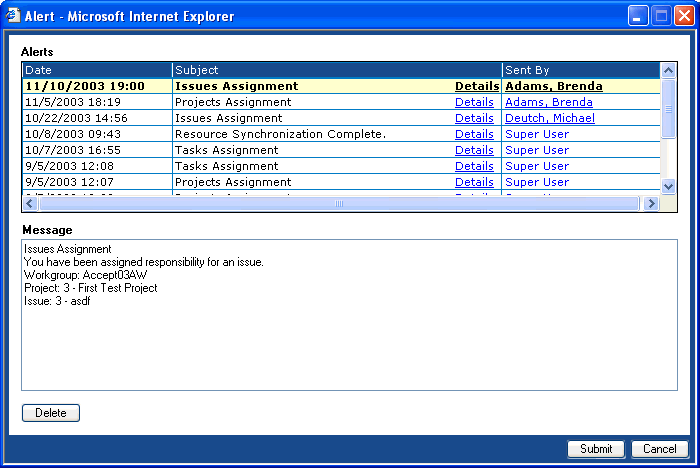 Alert - Microsoft Internet Explorer
Alerts
Date Subject Sent By
11/10/2003 19:00 Issues Assignment Details Adams, Brenda
11/5/2003 18:19 Projects Assignment Details Adams, Brenda
10/22/2003 14:56 Issues Assignment Details Deutch, Michael
10/8/2003 09:43 Resource Synchronization Complete. Details Super User
10/7/2003 16:55 Tasks Assignment Details Super User
9/5/2003 12:08 Tasks Assignment Details Super User
9/5/2003 12:07 Projects Assignment Details Super User
Message
Issues Assignment
You have been assigned responsibility for an issue.
Workgroup: Accept03AW
Project: 3 - First Test Project
Issue: 3 - asdf
Delete
Submit Cancel